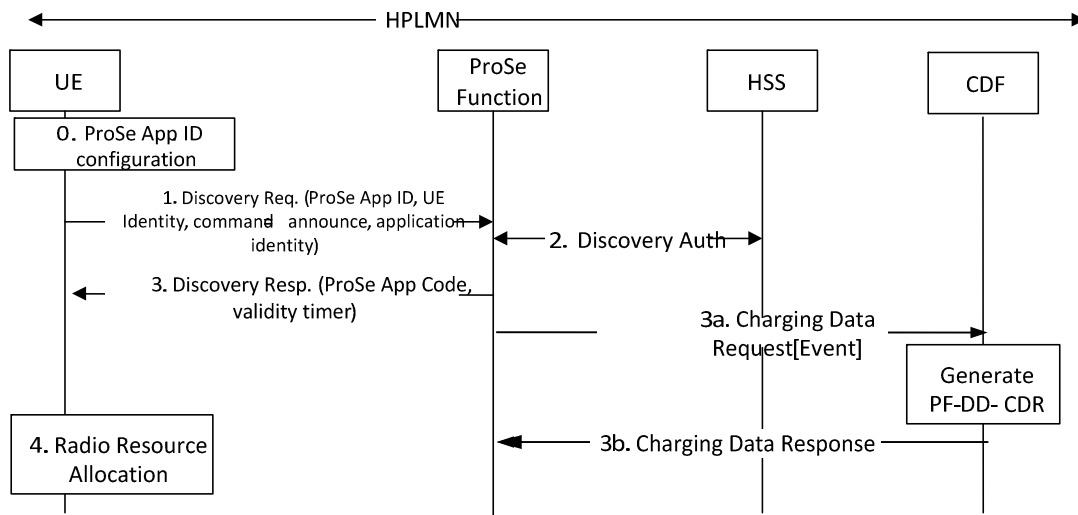 HPLMN
UE
ProSe
Function
HSS
CDF
0. ProSe App ID
configuration
1. Discovery Req. (ProSe App ID, UE
Identity, command= announce, application
identity)
2. Discovery Auth
3. Discovery Resp. (ProSe App Code,
validity timer)
3a. Charging Data
Request[Event]
Generate
PF-DD- CDR
3b. Charging Data Response
4. Radio Resource
Allocation